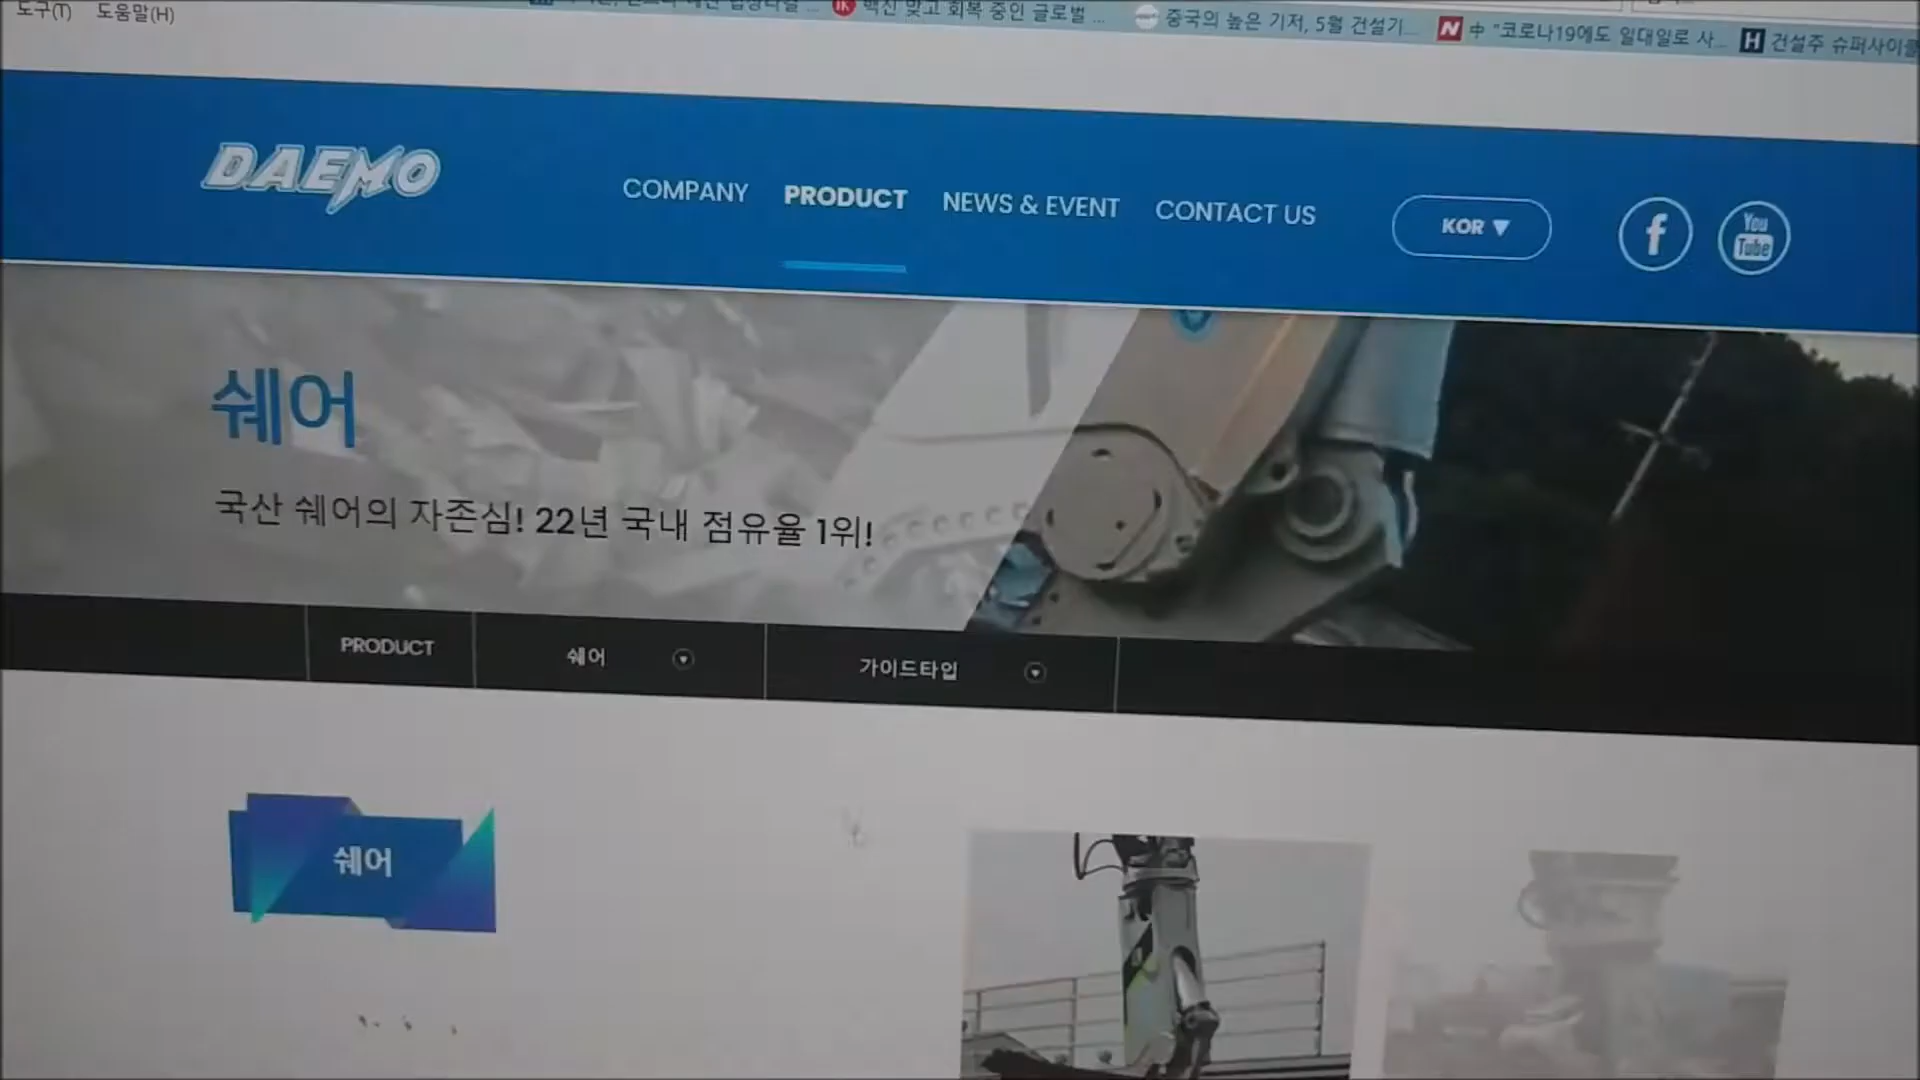 도구(T) 도움말(H)
백신 맞고 회복 중인 글로벌 ...
중국의 높은 기저, 5월 건설기...
N 中 "코로나19에도 일대일로 사...
H 건설주 슈퍼사이클
DAEMO
COMPANY PRODUCT NEWS & EVENT CONTACT US KOR ▼ f You Tube
쉐어
국산 쉐어의 자존심! 22년 국내 점유율 1위!
PRODUCT 쉐어 가이드타입
쉐어